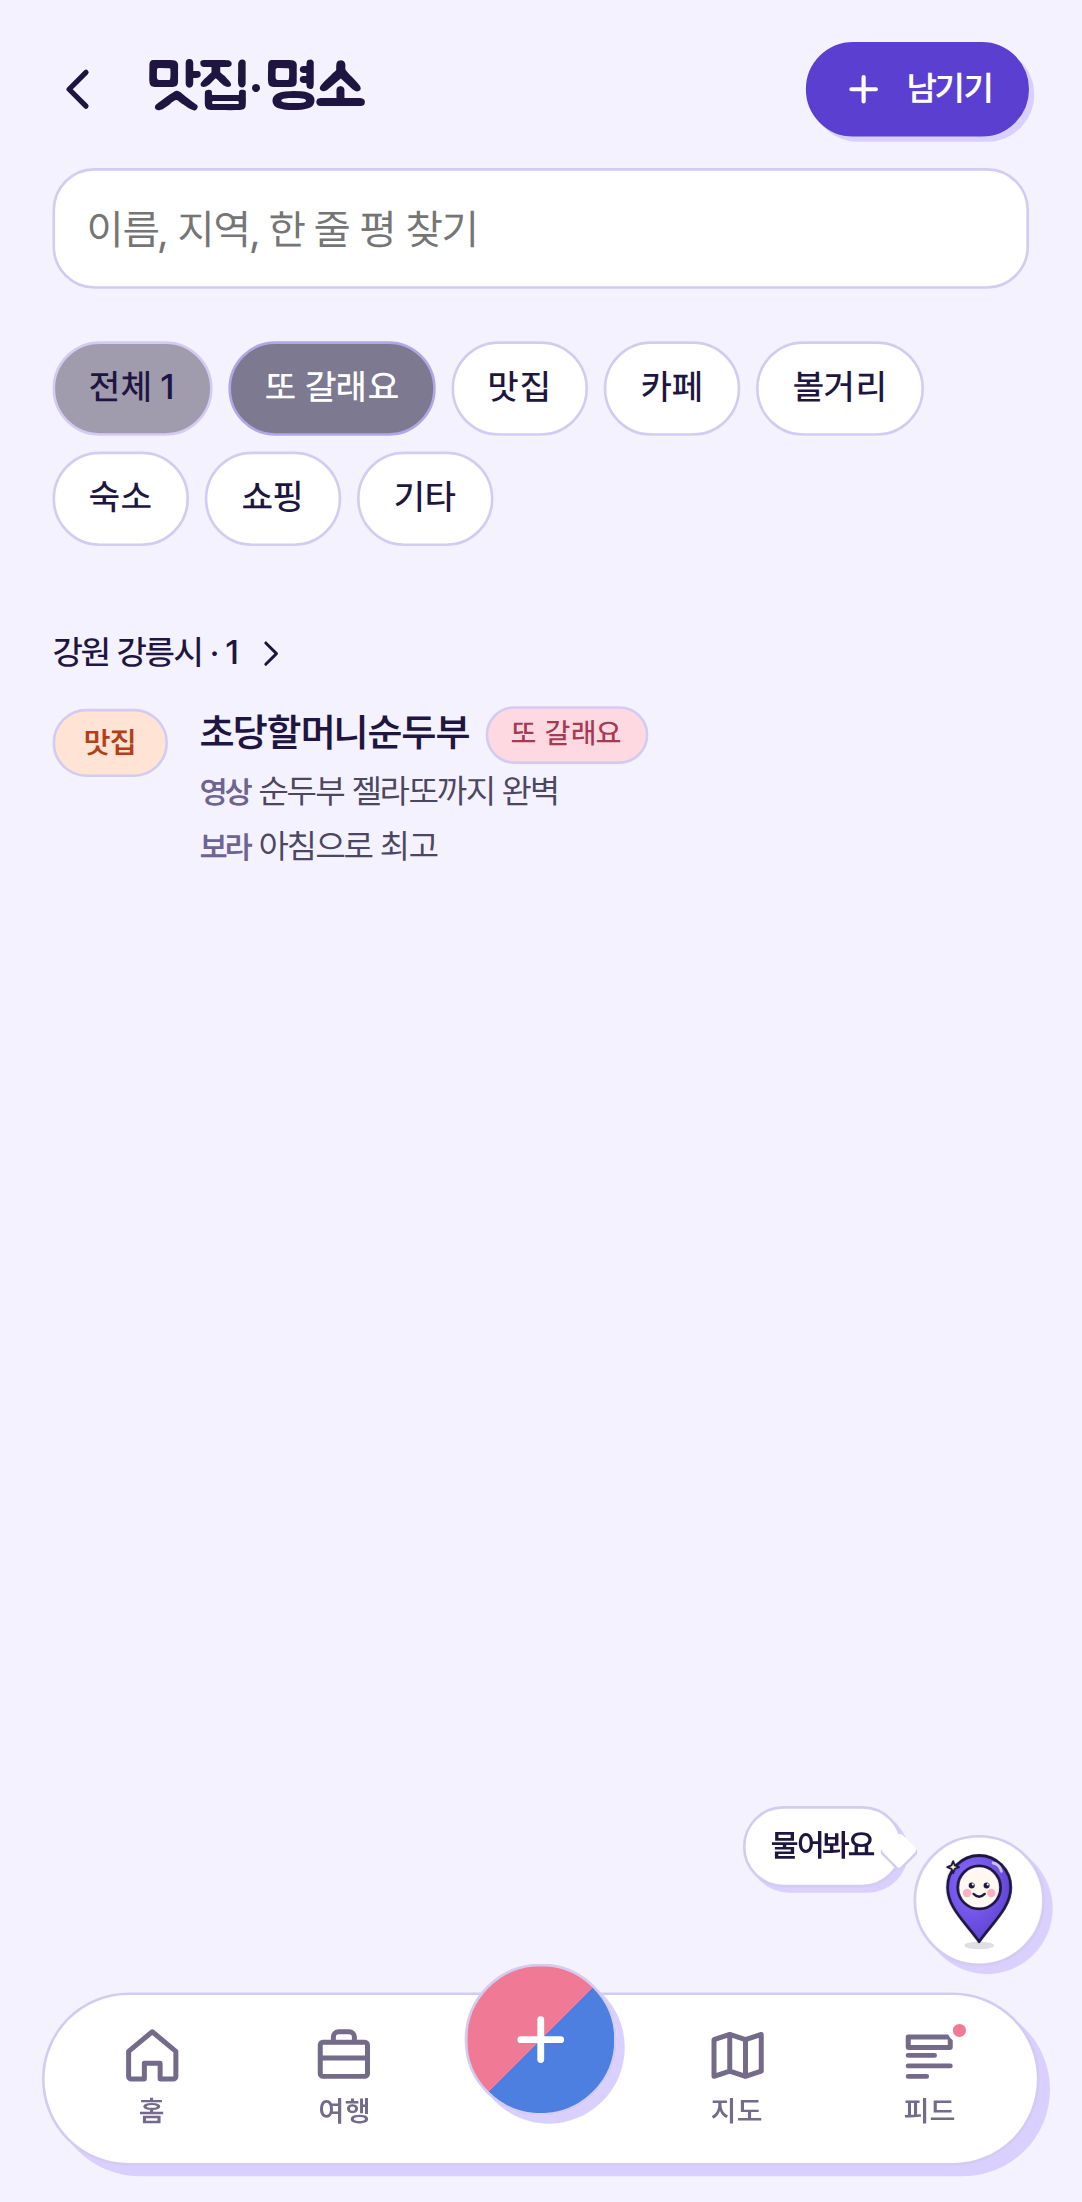 맛집·명소
남기기
이름, 지역, 한 줄 평 찾기
전체 1 또 갈래요 맛집 카페 볼거리
숙소 쇼핑 기타
강원 강릉시 · 1
맛집 초당할머니순두부 또 갈래요
영상 순두부 젤라또까지 완벽
보라 아침으로 최고
물어봐요
홈 여행 지도 피드